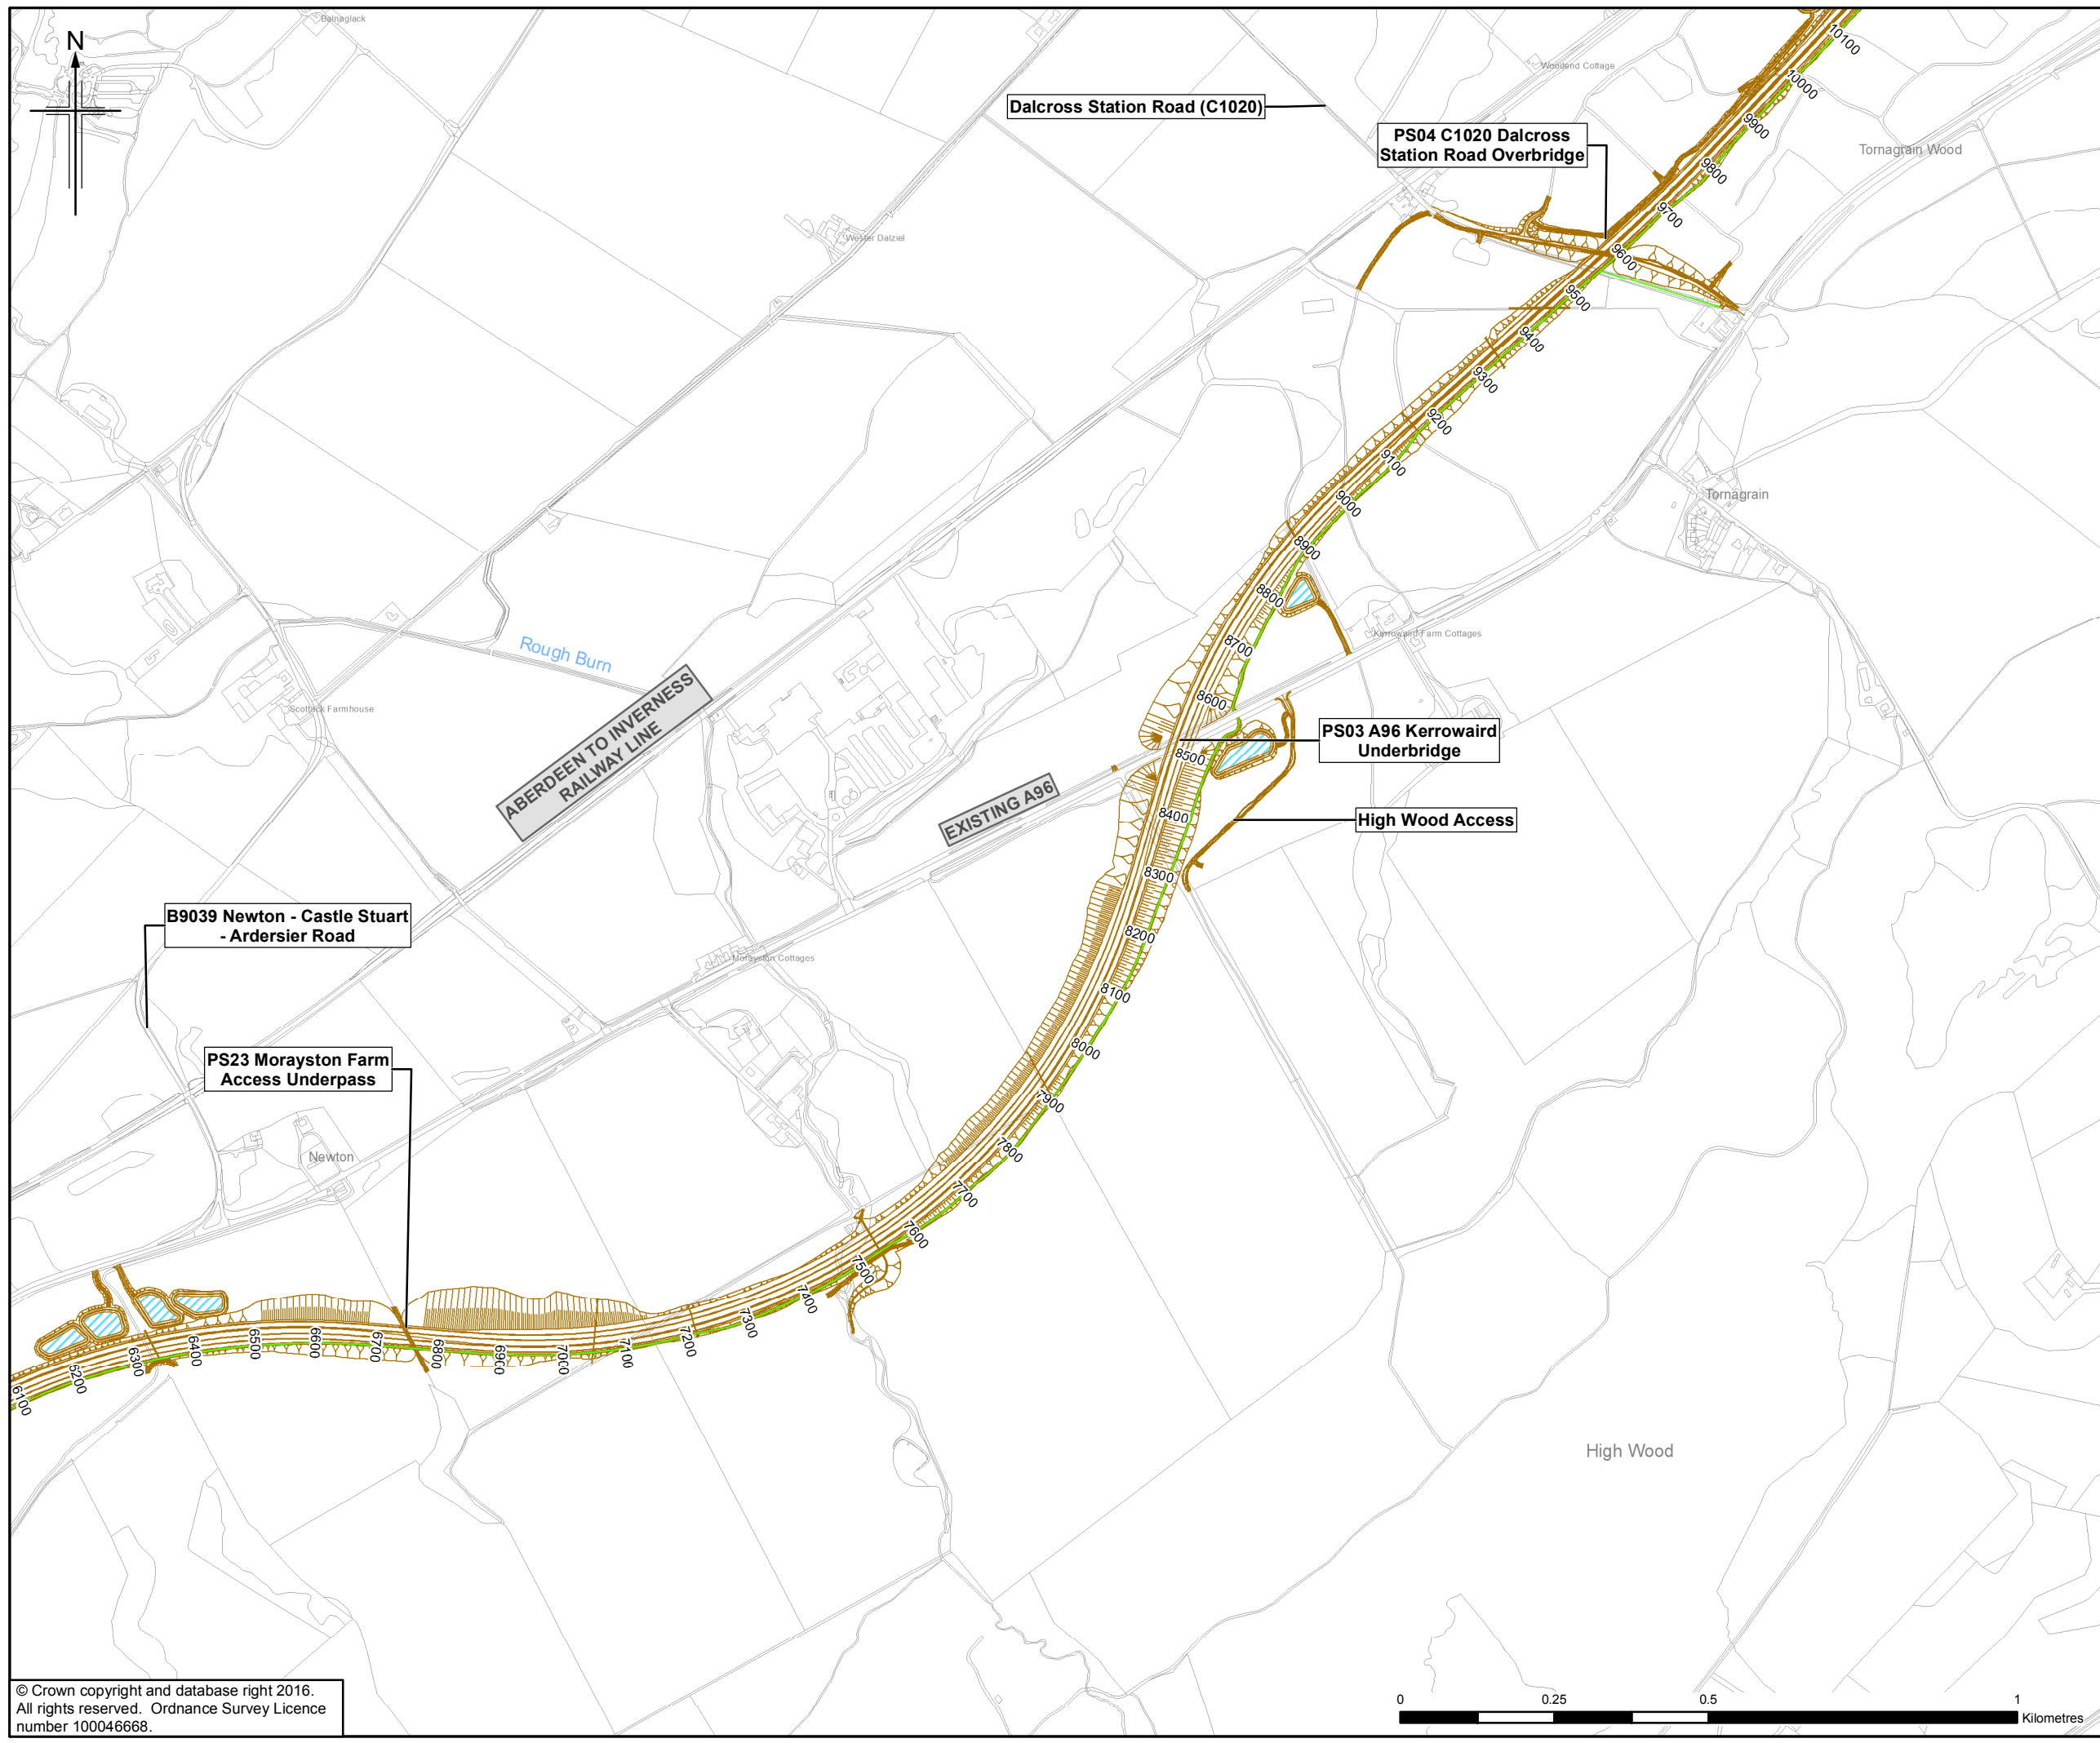 Balnaglack
N
Woodend Cottage
10100
10000
Dalcross Station Road (C1020)
9900
PS04 C1020 Dalcross
Station Road Overbridge
Tornagrain Wood
9800
9700
Wester Dalziel
9600
9500
9400
9300
9200
9100
9000
Tornagrain
8900
8800
Kerrowaird Farm Cottages
8700
Rough Burn
8600
Scottack Farmhouse
ABERDEEN TO INVERNESS
RAILWAY LINE
PS03 A96 Kerrowaird
Underbridge
8500
EXISTING A96
8400
High Wood Access
8300
B9039 Newton - Castle Stuart
- Ardersier Road
8200
Morayston Cottages
8100
8000
PS23 Morayston Farm
Access Underpass
7900
7800
Newton
7700
7600
7500
7400
7300
7200
7100
7000
6900
6800
6700
6600
6500
6400
6300
6200
6100
High Wood
© Crown copyright and database right 2016.
All rights reserved. Ordnance Survey Licence
number 100046668.
0 0.25 0.5 1
Kilometres